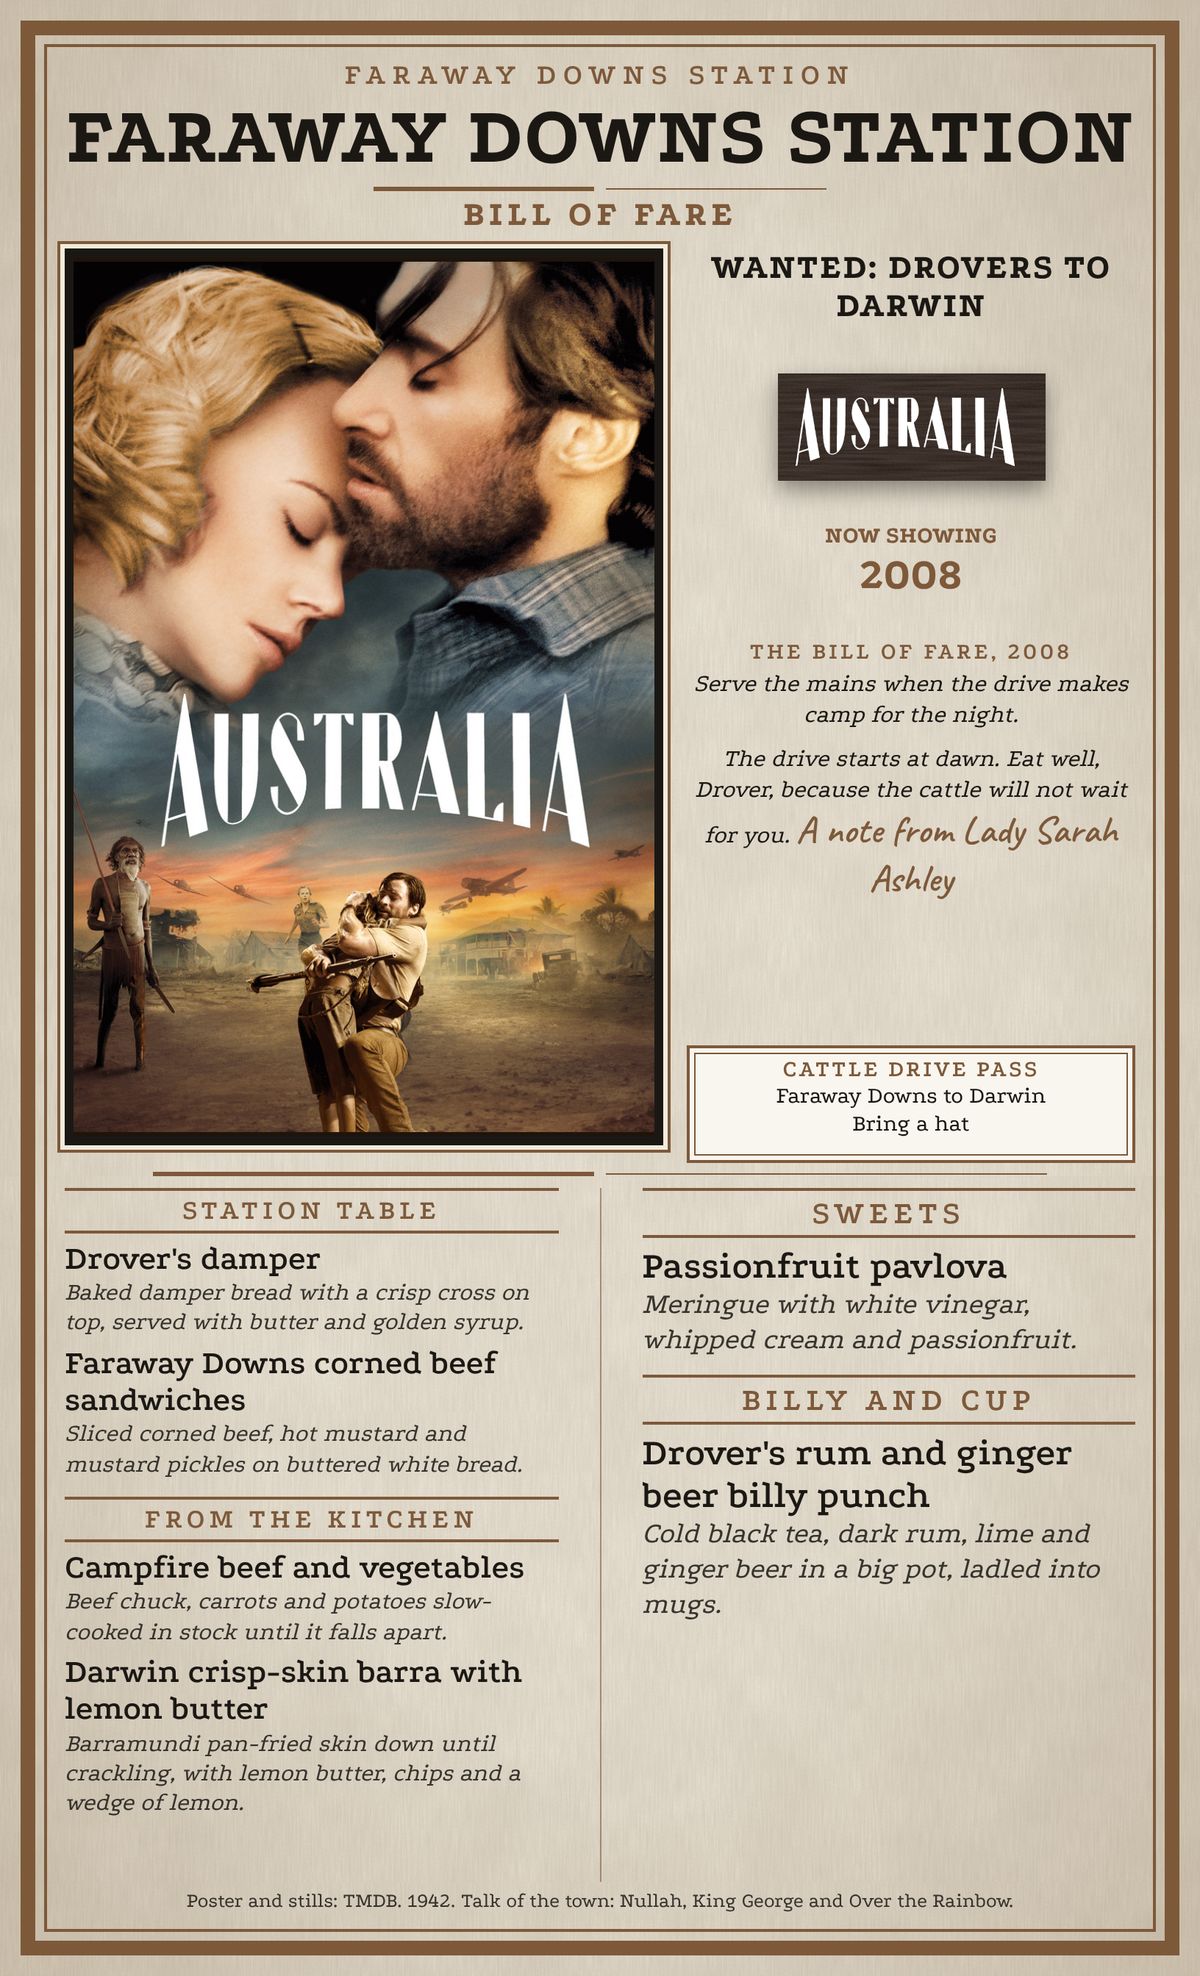 FARAWAY DOWNS STATION
FARAWAY DOWNS STATION
BILL OF FARE
AUSTRALIA
WANTED: DROVERS TO
DARWIN
AUSTRALIA
NOW SHOWING
2008
THE BILL OF FARE, 2008
Serve the mains when the drive makes
camp for the night.
The drive starts at dawn. Eat well,
Drover, because the cattle will not wait
for you. A note from Lady Sarah
Ashley
CATTLE DRIVE PASS
Faraway Downs to Darwin
Bring a hat
STATION TABLE
Drover's damper
Baked damper bread with a crisp cross on
top, served with butter and golden syrup.
Faraway Downs corned beef
sandwiches
Sliced corned beef, hot mustard and
mustard pickles on buttered white bread.
FROM THE KITCHEN
Campfire beef and vegetables
Beef chuck, carrots and potatoes slow-
cooked in stock until it falls apart.
Darwin crisp-skin barra with
lemon butter
Barramundi pan-fried skin down until
crackling, with lemon butter, chips and a
wedge of lemon.
SWEETS
Passionfruit pavlova
Meringue with white vinegar,
whipped cream and passionfruit.
BILLY AND CUP
Drover's rum and ginger
beer billy punch
Cold black tea, dark rum, lime and
ginger beer in a big pot, ladled into
mugs.
Poster and stills: TMDB. 1942. Talk of the town: Nullah, King George and Over the Rainbow.